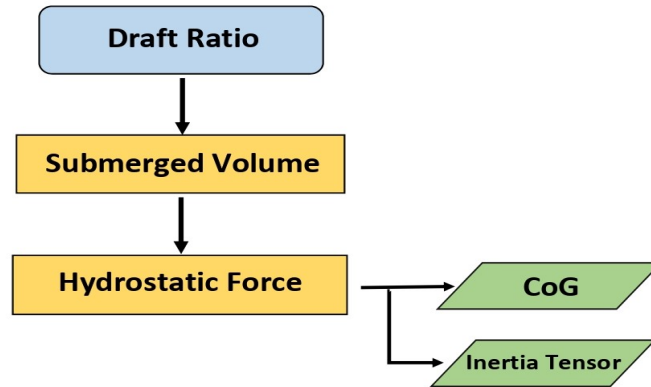 Draft Ratio
Submerged Volume
Hydrostatic Force
CoG
Inertia Tensor